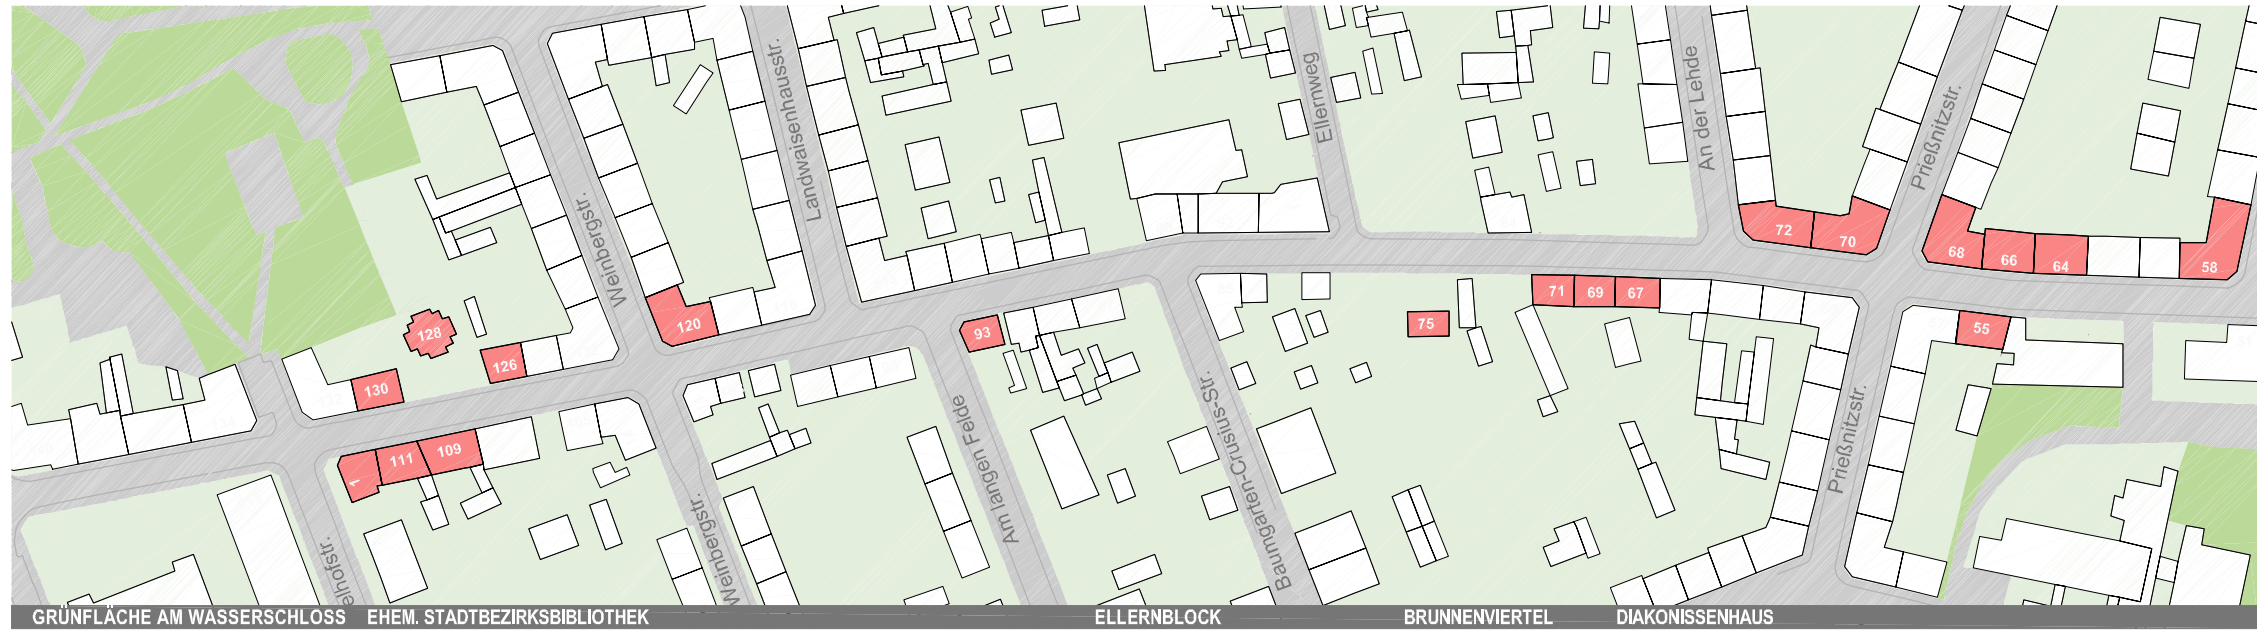 Landwaisenhausstr.
Ellernweg
An der Lehde
Prießnitzstr.
Weinbergstr.
72
70
68
66
64
58
71
69
67
75
55
93
120
128
126
130
109
111
1
elhofstr.
Weinbergstr.
Am langen Felde
Baumgarten-Crusius-Str.
Prießnitzstr.
GRÜNFLÄCHE AM WASSERSCHLOSS EHEM. STADTBEZIRKSBIBLIOTHEK ELLERNBLOCK BRUNNENVIERTEL DIAKONISSENHAUS